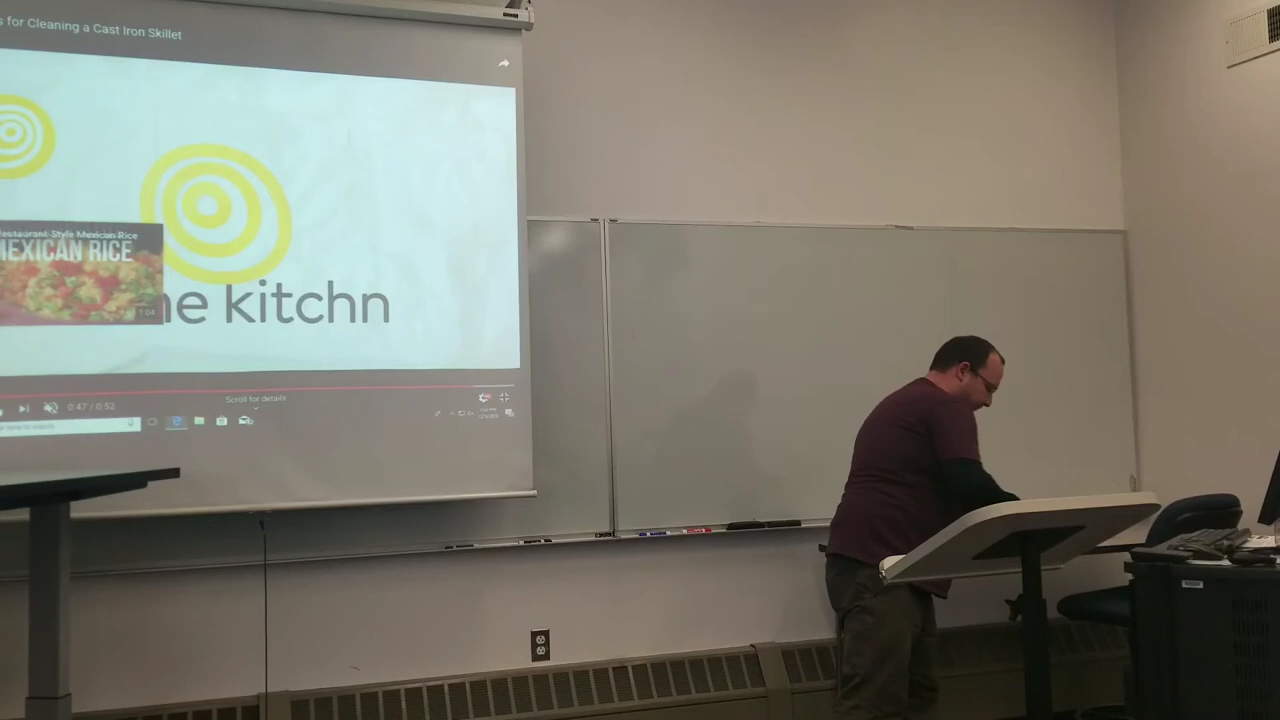 s for Cleaning a Cast Iron Skillet
Restaurant-Style Mexican Rice
MEXICAN RICE
1:04
he kitchn
0:47 / 0:52
Scroll for details